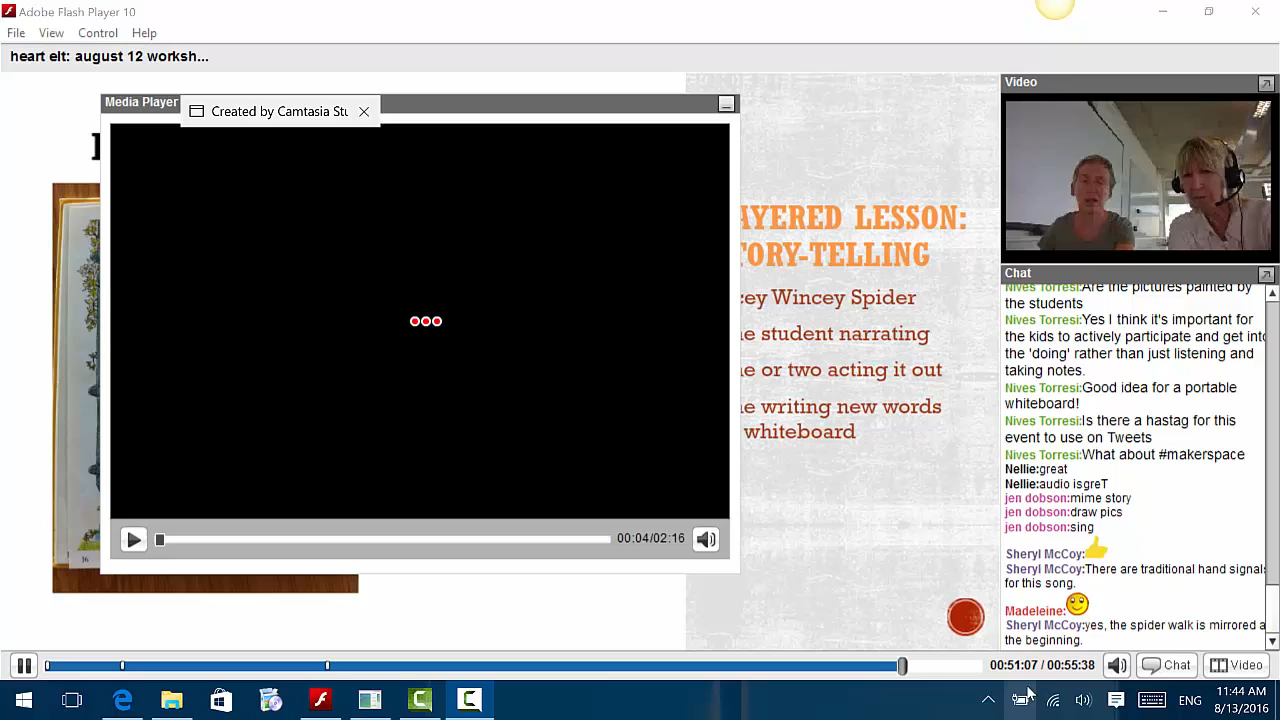 Adobe Flash Player 10
File View Control Help
heart elt: august 12 worksh...
Media Player
Created by Camtasia Stu
AYERED LESSON:
TORY-TELLING
cey Wincey Spider
e student narrating
e or two acting it out
e writing new words
whiteboard
00:04/02:16
Video
Chat
Nives Torresi:Are the pictures painted by
the students
Nives Torresi:Yes I think it's important for
the kids to actively participate and get into
the 'doing' rather than just listening and
taking notes.
Nives Torresi:Good idea for a portable
whiteboard!
Nives Torresi:Is there a hastag for this
event to use on Tweets
Nives Torresi:What about #makerspace
Nellie:great
Nellie:audio isgreT
jen dobson:mime story
jen dobson:draw pics
jen dobson:sing
Sheryl McCoy:
Sheryl McCoy:There are traditional hand signals
for this song.
Madeleine:
Sheryl McCoy:yes, the spider walk is mirrored a
the beginning.
00:51:07 / 00:55:38
Chat
Video
ENG
11:44 AM
8/13/2016